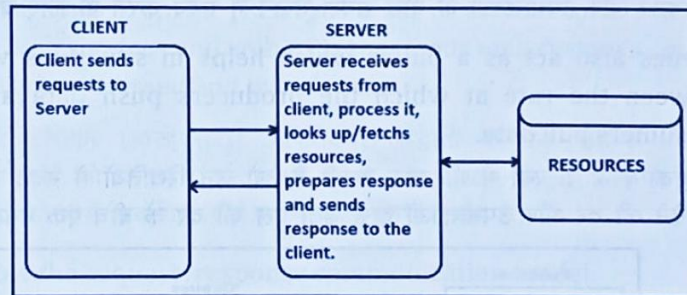 CLIENT
Client sends
requests to
Server
SERVER
Server receives
requests from
client, process it,
looks up/fetchs
resources,
prepares response
and sends
response to the
client.
RESOURCES